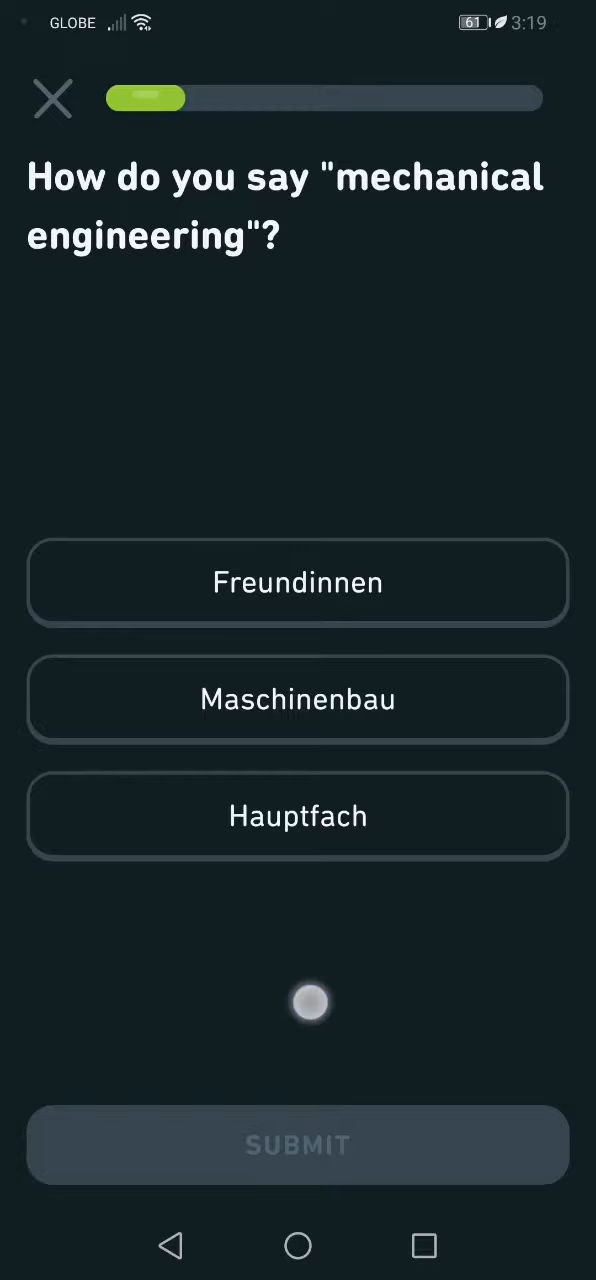 GLOBE 61 3:19
How do you say "mechanical
engineering"?
Freundinnen
Maschinenbau
Hauptfach
SUBMIT